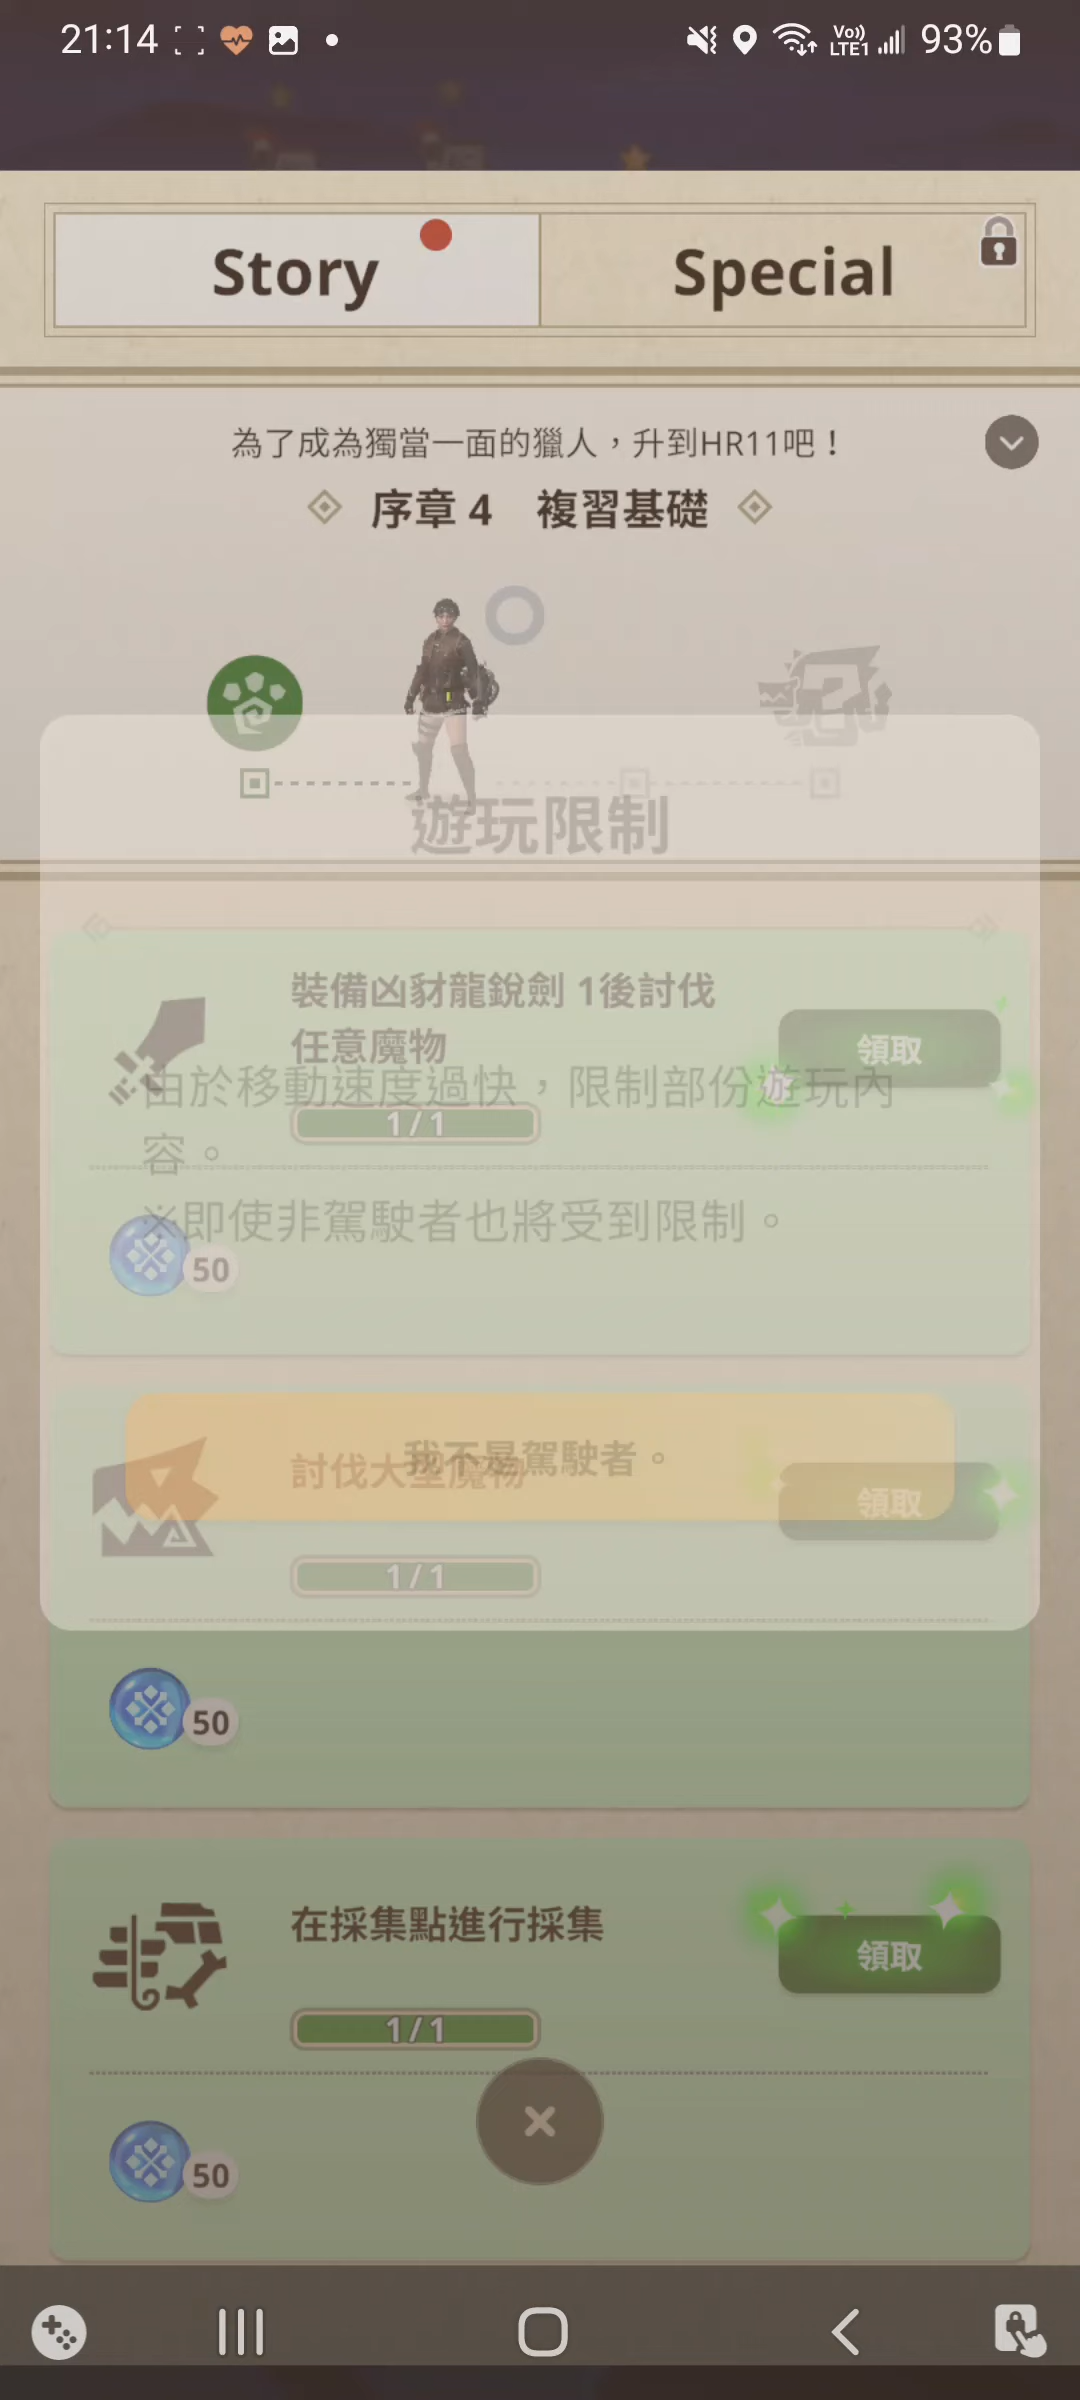 21:14
Vo))
LTE1
93%
Story
Special
為了成為獨當一面的獵人，升到HR11吧！
序章 4　複習基礎
遊玩限制
裝備凶豺龍銳劍 1後討伐
任意魔物
領取
由於移動速度過快，限制部份遊玩內
容。
1/1
※即使非駕駛者也將受到限制。
50
我不是駕駛者。
討伐大型魔物
領取
1/1
50
在採集點進行採集
領取
1/1
50